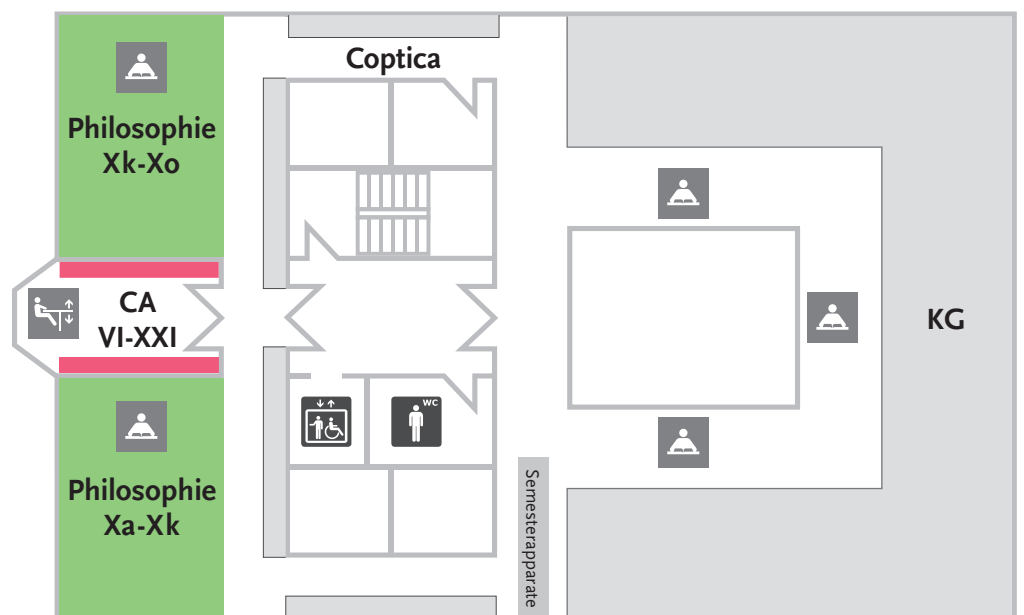 Coptica
Philosophie
Xk-Xo
CA
VI-XXI
KG
WC
Philosophie
Xa-Xk
Semesterapparate